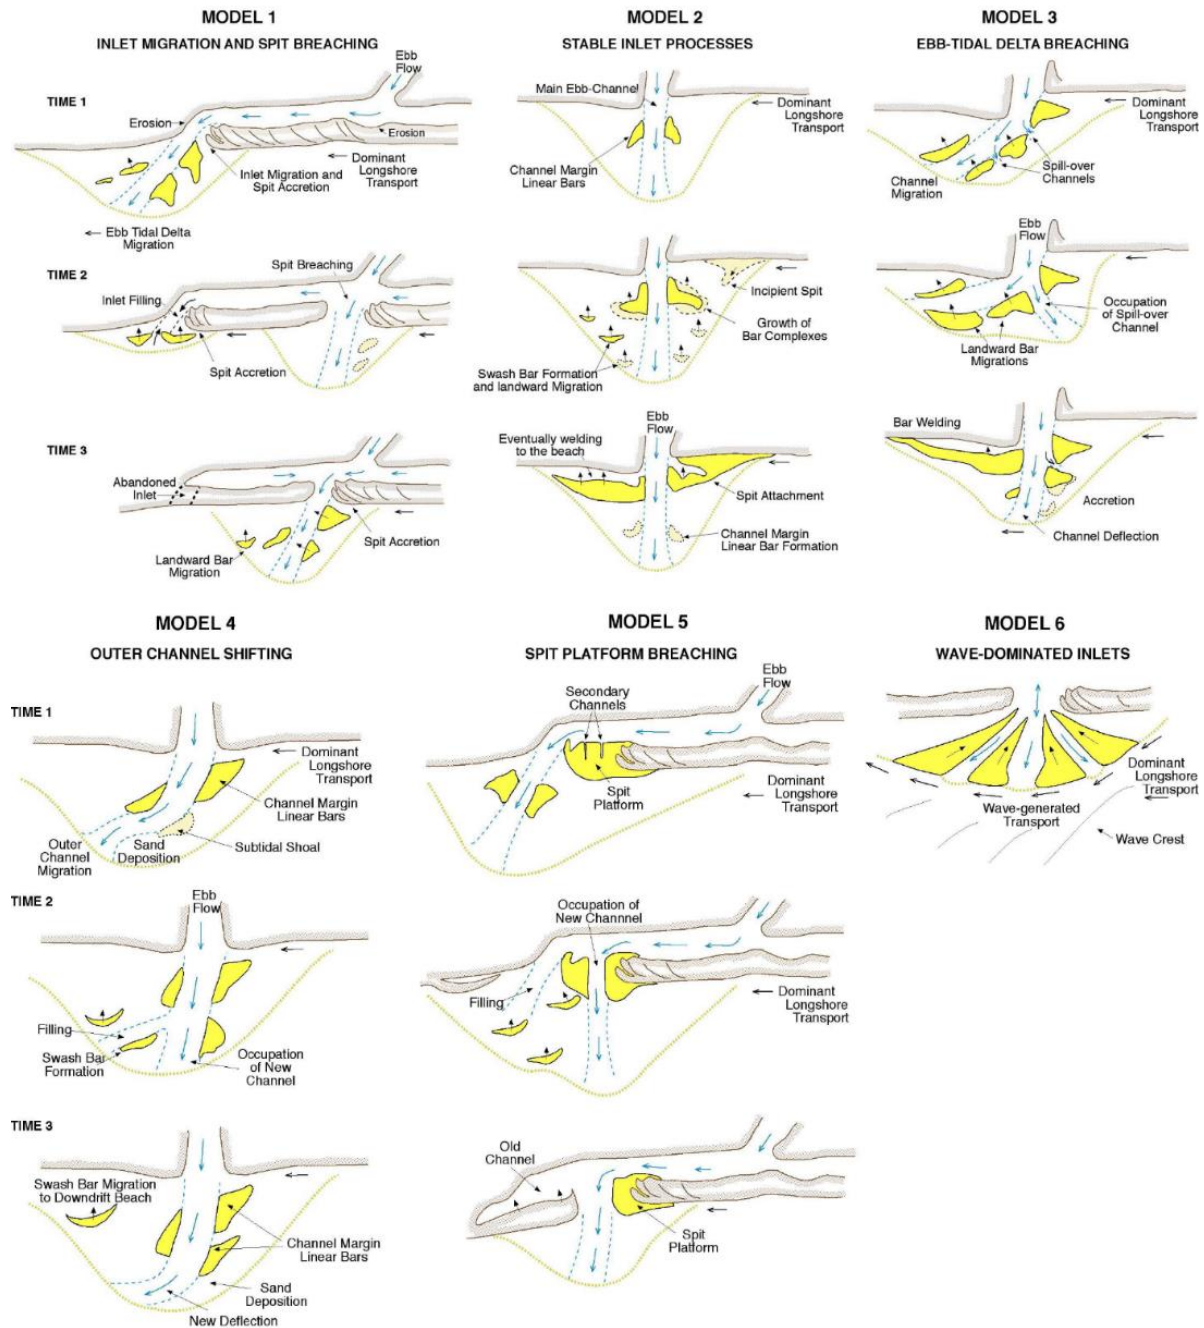 MODEL 1
INLET MIGRATION AND SPIT BREACHING
TIME 1
Ebb
Flow
Erosion
Erosion
Dominant
Longshore
Transport
Inlet Migration and
Spit Accretion
Ebb Tidal Delta
Migration
TIME 2
Spit Breaching
Inlet Filling
Spit Accretion
TIME 3
Abandoned
Inlet
Spit Accretion
Landward Bar
Migration
MODEL 2
STABLE INLET PROCESSES
Main Ebb-Channel
Dominant
Longshore
Transport
Channel Margin
Linear Bars
Incipient Spit
Growth of
Bar Complexes
Swash Bar Formation
and landward Migration
Ebb
Flow
Eventually welding
to the beach
Spit Attachment
Channel Margin
Linear Bar Formation
MODEL 3
EBB-TIDAL DELTA BREACHING
Dominant
Longshore
Transport
Spill-over
Channels
Channel
Migration
Ebb
Flow
Occupation
of Spill-over
Channel
Landward Bar
Migrations
Bar Welding
Accretion
Channel Deflection
MODEL 4
OUTER CHANNEL SHIFTING
TIME 1
Dominant
Longshore
Transport
Channel Margin
Linear Bars
Outer
Channel
Migration
Sand
Deposition
Subtidal Shoal
TIME 2
Ebb
Flow
Filling
Swash Bar
Formation
Occupation
of New
Channel
TIME 3
Swash Bar Migration
to Downdrift Beach
Channel Margin
Linear Bars
Sand
Deposition
New Deflection
MODEL 5
SPIT PLATFORM BREACHING
Ebb
Flow
Secondary
Channels
Spit
Platform
Dominant
Longshore
Transport
Occupation of
New Channnel
Filling
Dominant
Longshore
Transport
Old
Channel
Spit
Platform
MODEL 6
WAVE-DOMINATED INLETS
Dominant
Longshore
Transport
Wave-generated
Transport
Wave Crest